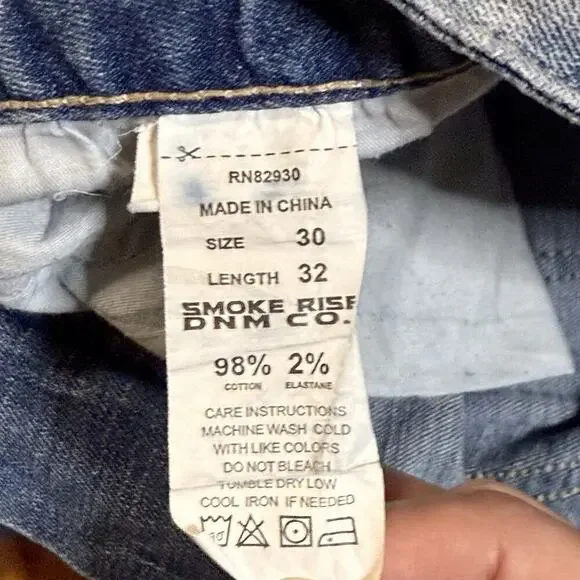 RN82930
MADE IN CHINA
SIZE 30
LENGTH 32
SMOKE RISE
DNM CO.
98% 2%
COTTON ELASTANE
CARE INSTRUCTIONS
MACHINE WASH COLD
WITH LIKE COLORS
DO NOT BLEACH
TUMBLE DRY LOW
COOL IRON IF NEEDED
30